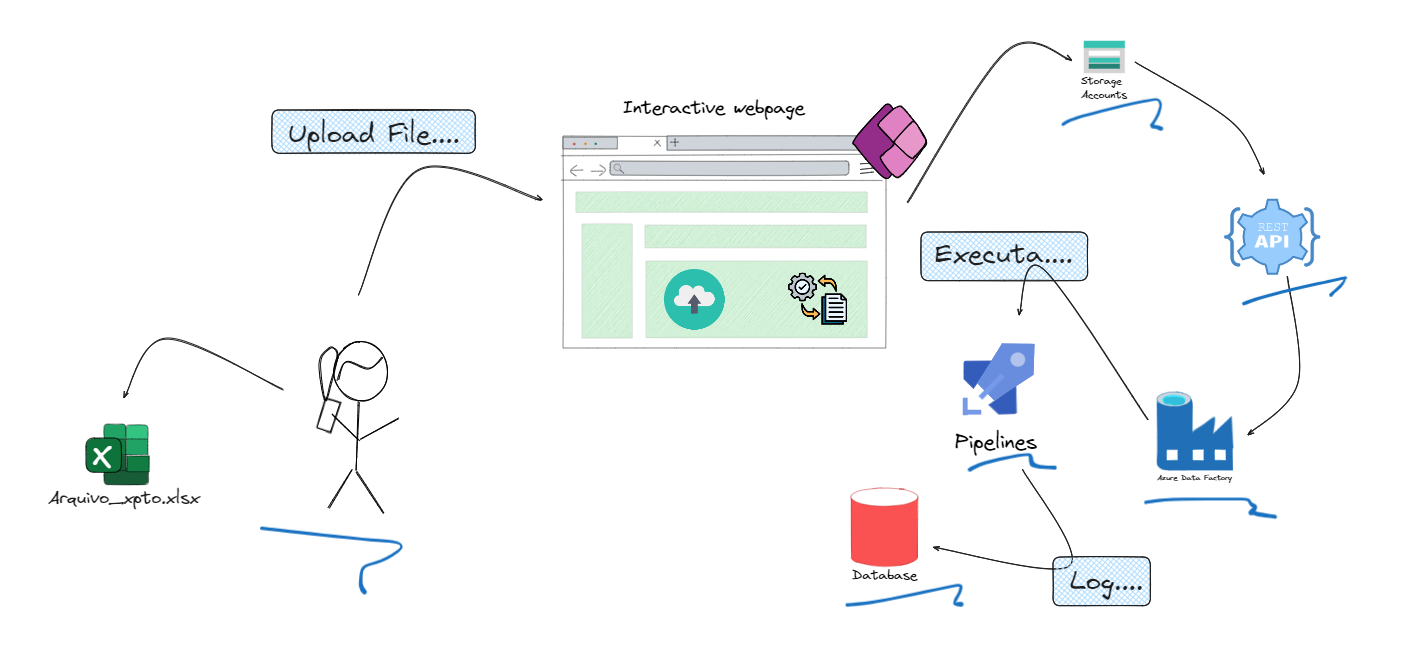 Interactive webpage
Upload File....
Storage
Accounts
REST
API
Executa....
Pipelines
Azure Data Factory
X
Arquivo_xpto.xlsx
Database
Log....